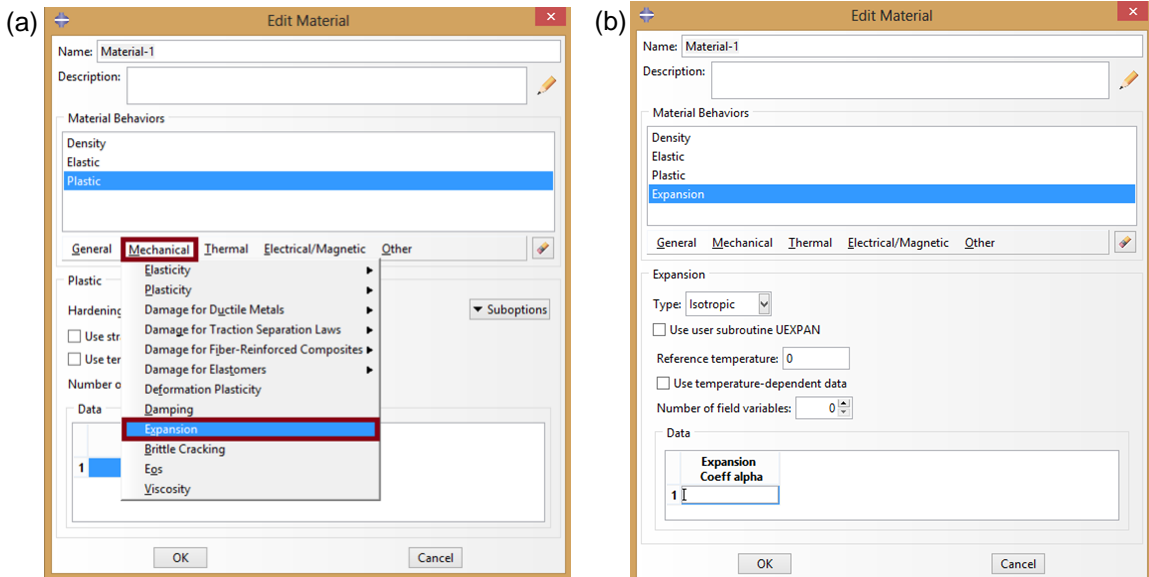 (a)
Edit Material
Name: Material-1
Description:
Material Behaviors
Density
Elastic
Plastic
General Mechanical Thermal Electrical/Magnetic Other
Elasticity
Plasticity
Damage for Ductile Metals
Damage for Traction Separation Laws
Damage for Fiber-Reinforced Composites
Damage for Elastomers
Deformation Plasticity
Damping
Expansion
Brittle Cracking
Eos
Viscosity
Plastic
Hardening
Suboptions
Use str
Use ter
Number o
Data
1
OK Cancel
(b)
Edit Material
Name: Material-1
Description:
Material Behaviors
Density
Elastic
Plastic
Expansion
General Mechanical Thermal Electrical/Magnetic Other
Expansion
Type: Isotropic
Use user subroutine UEXPAN
Reference temperature: 0
Use temperature-dependent data
Number of field variables: 0
Data
Expansion
Coeff alpha
1
OK Cancel